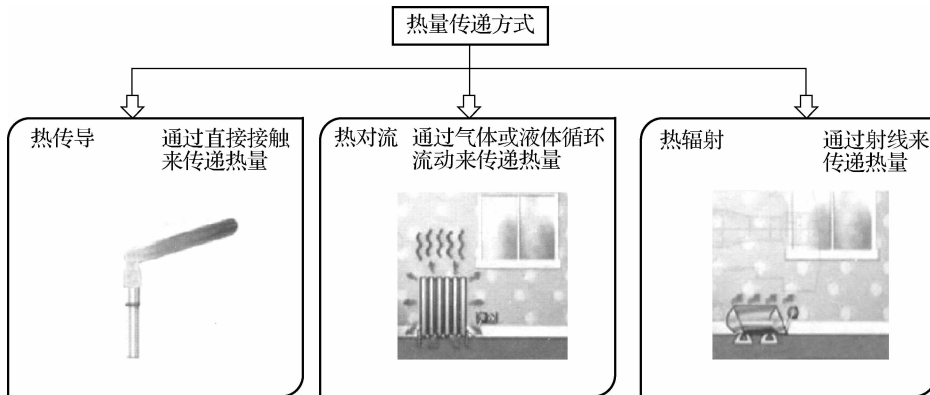 热量传递方式
热传导
通过直接接触
来传递热量
热对流
通过气体或液体循环
流动来传递热量
热辐射
通过射线来
传递热量